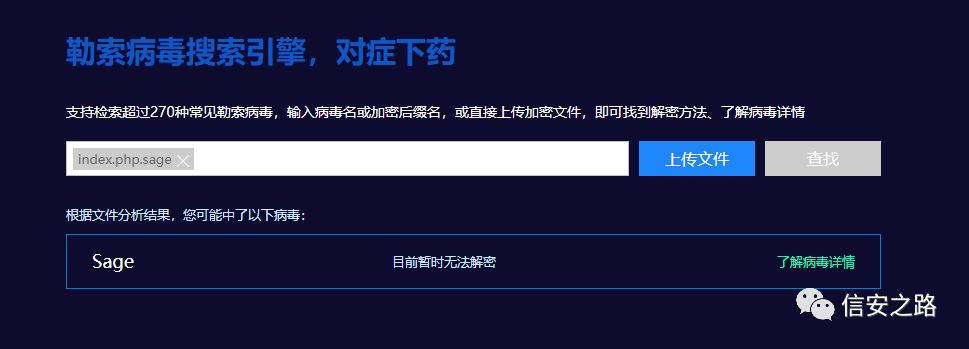 勒索病毒搜索引擎，对症下药
支持检索超过270种常见勒索病毒，输入病毒名或加密后缀名，或直接上传加密文件，即可找到解密方法、了解病毒详情
index.php.sage × 上传文件 查找
根据文件分析结果，您可能中了以下病毒：
Sage 目前暂时无法解密 了解病毒详情
信安之路